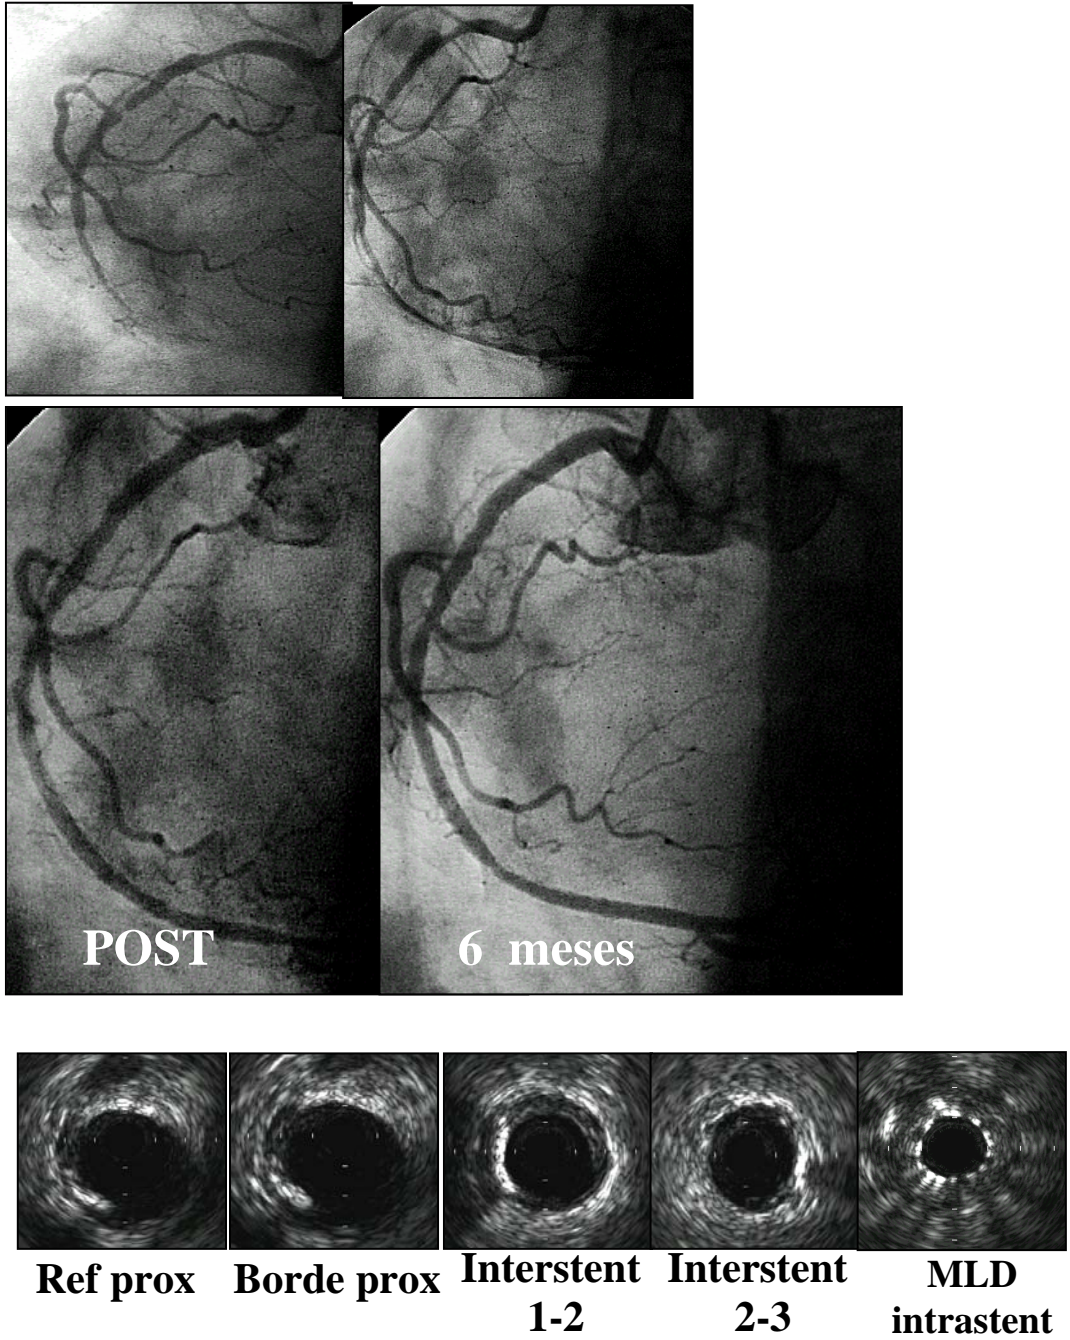 POST
6 meses
Ref prox
Borde prox
Interstent
1-2
Interstent
2-3
MLD
intrastent